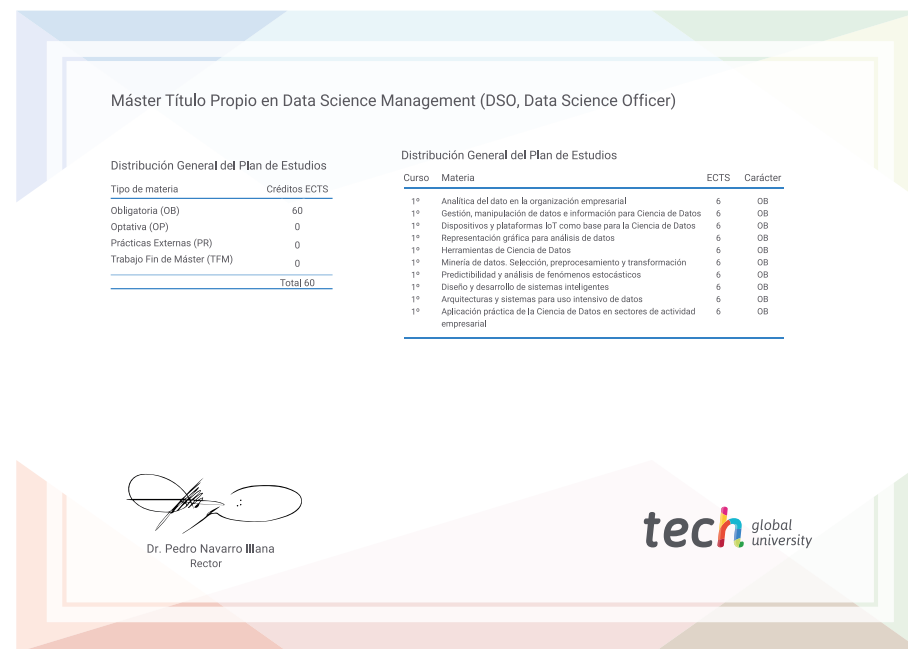 Máster Título Propio en Data Science Management (DSO, Data Science Officer)
Distribución General del Plan de Estudios
Tipo de materia Créditos ECTS
Obligatoria (OB) 60
Optativa (OP) 0
Prácticas Externas (PR) 0
Trabajo Fin de Máster (TFM) 0
Total 60
Distribución General del Plan de Estudios
Curso Materia ECTS Carácter
1º Analítica del dato en la organización empresarial 6 OB
1º Gestión, manipulación de datos e información para Ciencia de Datos 6 OB
1º Dispositivos y plataformas IoT como base para la Ciencia de Datos 6 OB
1º Representación gráfica para análisis de datos 6 OB
1º Herramientas de Ciencia de Datos 6 OB
1º Minería de datos. Selección, preprocesamiento y transformación 6 OB
1º Predictibilidad y análisis de fenómenos estocásticos 6 OB
1º Diseño y desarrollo de sistemas inteligentes 6 OB
1º Arquitecturas y sistemas para uso intensivo de datos 6 OB
1º Aplicación práctica de la Ciencia de Datos en sectores de actividad 6 OB
empresarial
Dr. Pedro Navarro Illana
Rector
tech global
university